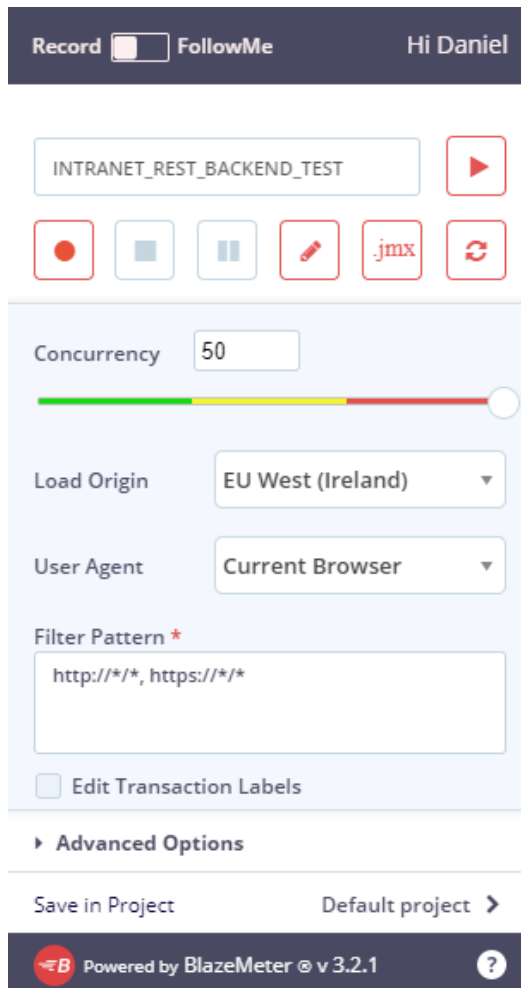 Record FollowMe Hi Daniel
INTRANET_REST_BACKEND_TEST
.jmx
Concurrency 50
Load Origin EU West (Ireland)
User Agent Current Browser
Filter Pattern *
http://*/*, https://*/*
Edit Transaction Labels
Advanced Options
Save in Project Default project
B Powered by BlazeMeter ® v 3.2.1 ?